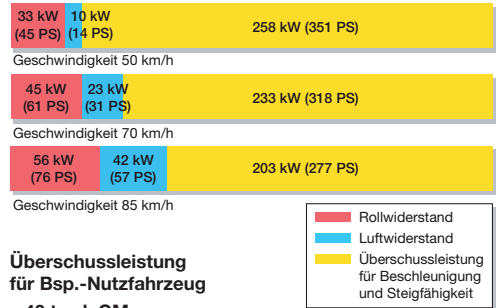 33 kW 10 kW
(45 PS) (14 PS) 258 kW (351 PS)
Geschwindigkeit 50 km/h
45 kW 23 kW
(61 PS) (31 PS) 233 kW (318 PS)
Geschwindigkeit 70 km/h
56 kW 42 kW
(76 PS) (57 PS) 203 kW (277 PS)
Geschwindigkeit 85 km/h
Rollwiderstand
Luftwiderstand
Überschussleistung
für Beschleunigung
und Steigfähigkeit
Überschussleistung
für Bsp.-Nutzfahrzeug